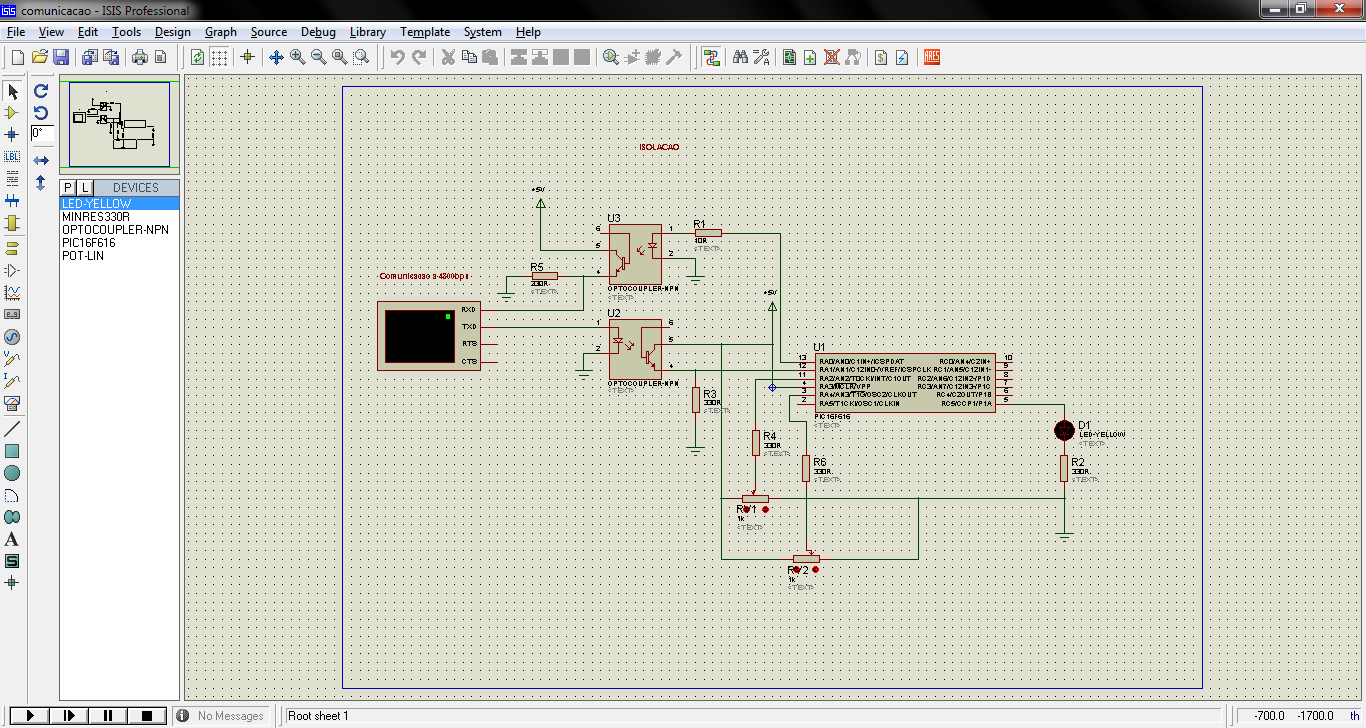 comunicacao - ISIS Professional
File View Edit Tools Design Graph Source Debug Library Template System Help
ARES
LBL
0°
P L DEVICES
LED-YELLOW
MINRES330R
OPTOCOUPLER-NPN
PIC16F616
POT-LIN
ISOLACAO
+5V
U3
6
5
4
1
2
OPTOCOUPLER-NPN
<TEXT>
R1
10R
<TEXT>
R5
330R
<TEXT>
Comunicacao a 4800bps
RXD
TXD
RTS
CTS
U2
1
2
6
5
4
OPTOCOUPLER-NPN
<TEXT>
+5V
R3
330R
<TEXT>
U1
13 RA0/AN0/C1IN+/ICSPDAT RC0/AN4/C2IN+ 10
12 RA1/AN1/C12IN0-/VREF/ICSPCLK RC1/AN5/C12IN1- 9
11 RA2/AN2/T0CKI/INT/C1OUT RC2/AN6/C12IN2-/P1D 8
4 RA3/MCLR/VPP RC3/AN7/C12IN3-/P1C 7
3 RA4/AN3/T1G/OSC2/CLKOUT RC4/C2OUT/P1B 6
2 RA5/T1CKI/OSC1/CLKIN RC5/CCP1/P1A 5
PIC16F616
<TEXT>
R4
330R
<TEXT>
R6
330R
<TEXT>
D1
LED-YELLOW
<TEXT>
R2
330R
<TEXT>
RV1
1k
<TEXT>
RV2
1k
<TEXT>
No Messages
Root sheet 1
-700.0 -1700.0 th